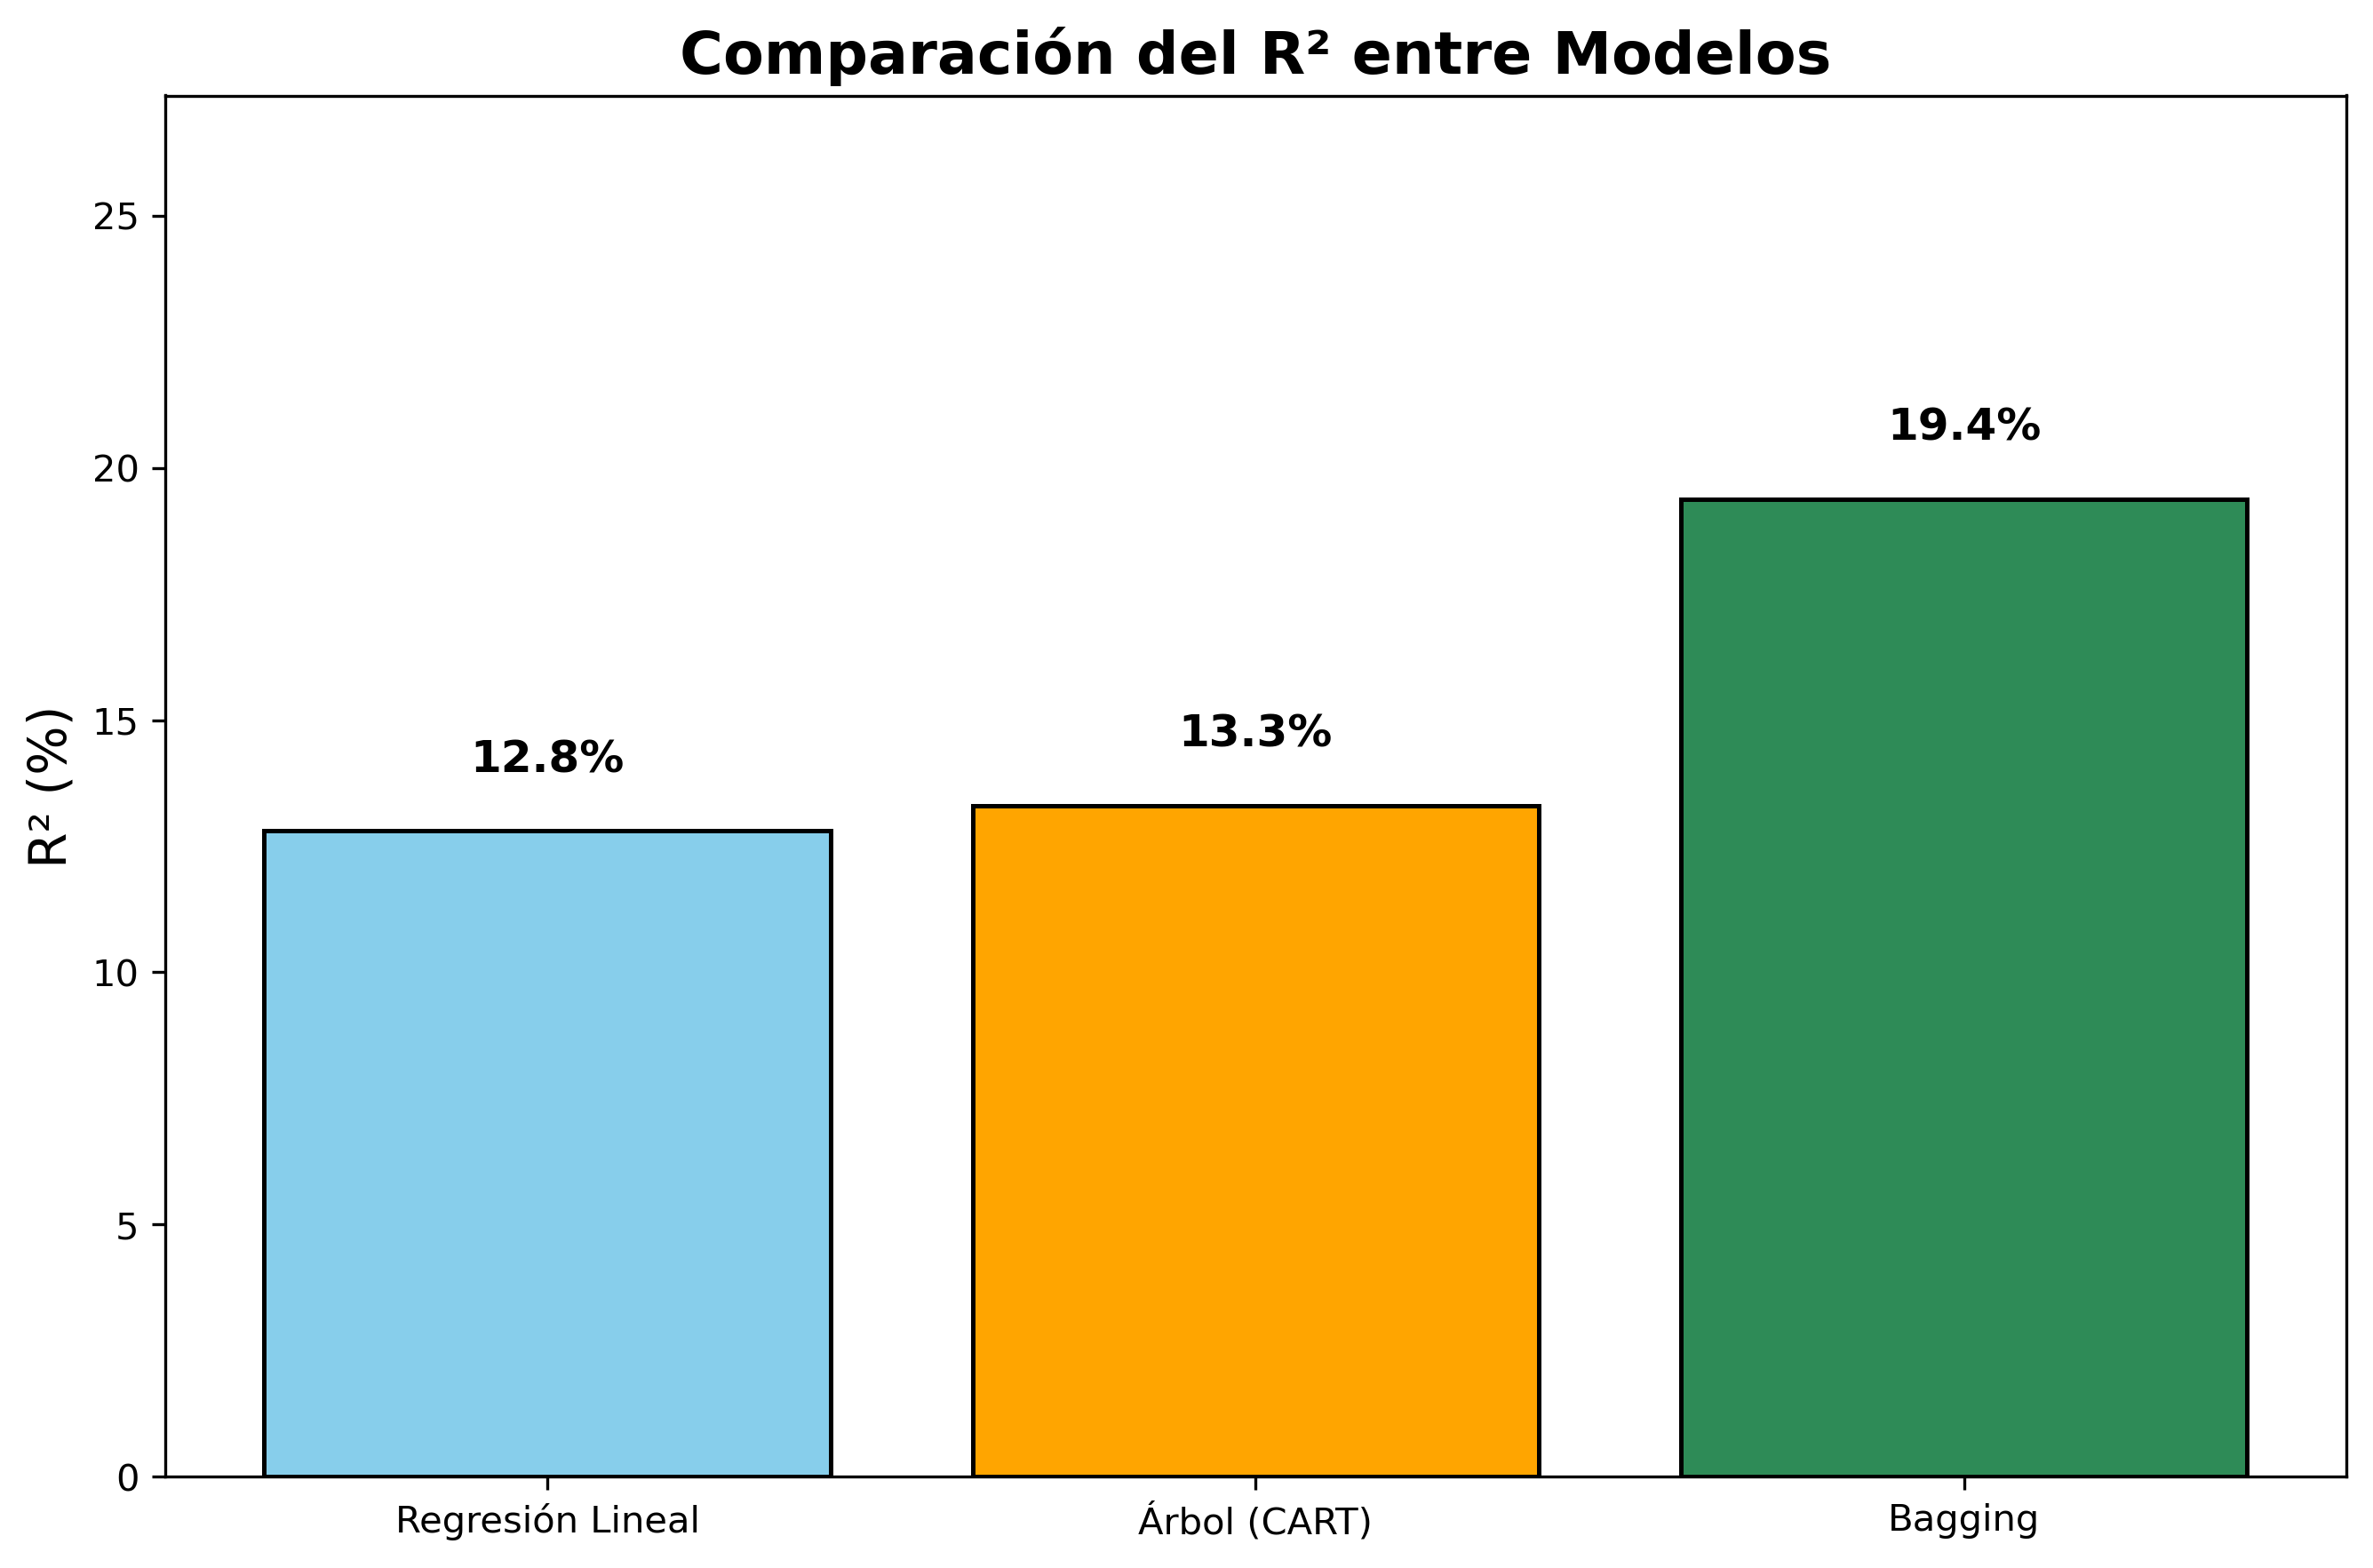 Comparación del R² entre Modelos
R² (%)
25
20
15
10
5
0
12.8%
13.3%
19.4%
Regresión Lineal
Árbol (CART)
Bagging